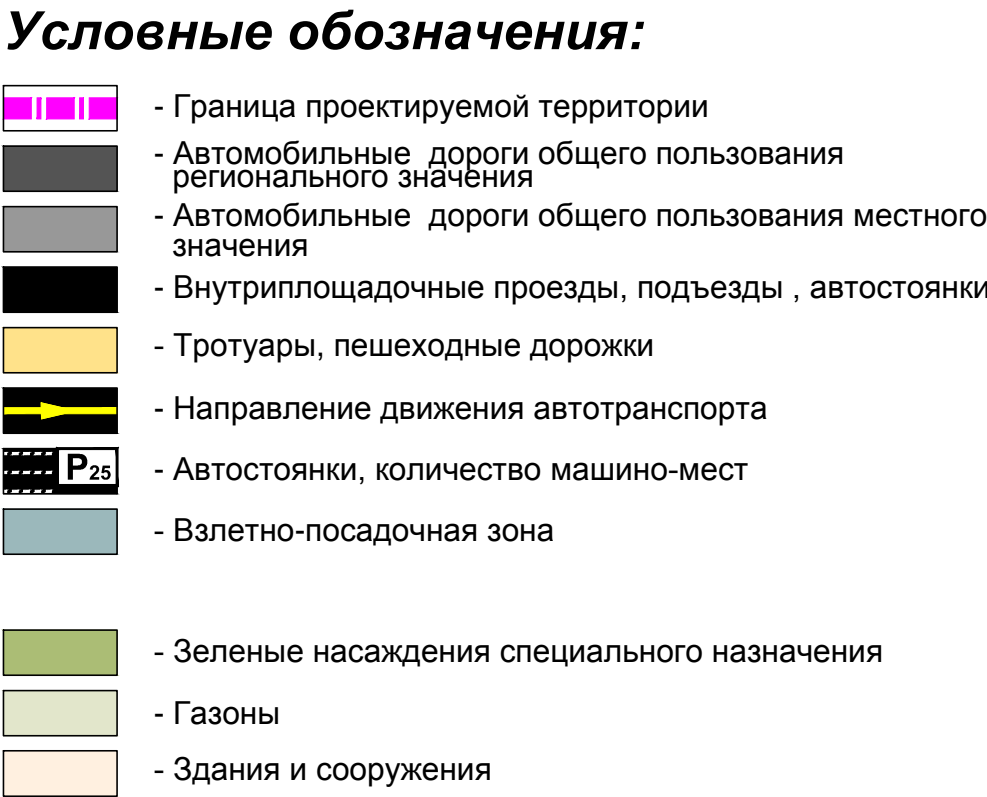 Условные обозначения:
- Граница проектируемой территории
- Автомобильные дороги общего пользования
регионального значения
- Автомобильные дороги общего пользования местного
значения
- Внутриплощадочные проезды, подъезды , автостоянки
- Тротуары, пешеходные дорожки
- Направление движения автотранспорта
P25 - Автостоянки, количество машино-мест
- Взлетно-посадочная зона
- Зеленые насаждения специального назначения
- Газоны
- Здания и сооружения